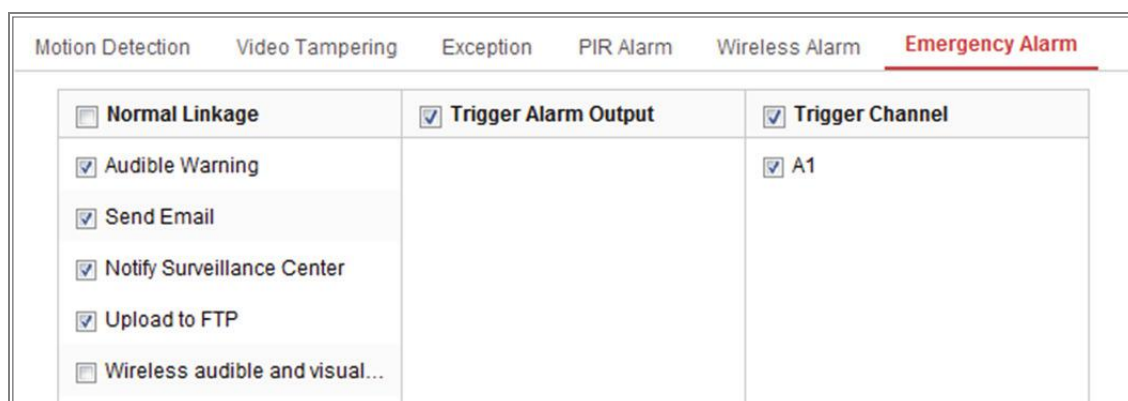 Motion Detection Video Tampering Exception PIR Alarm Wireless Alarm Emergency Alarm
Normal Linkage Trigger Alarm Output Trigger Channel
Audible Warning A1
Send Email
Notify Surveillance Center
Upload to FTP
Wireless audible and visual...